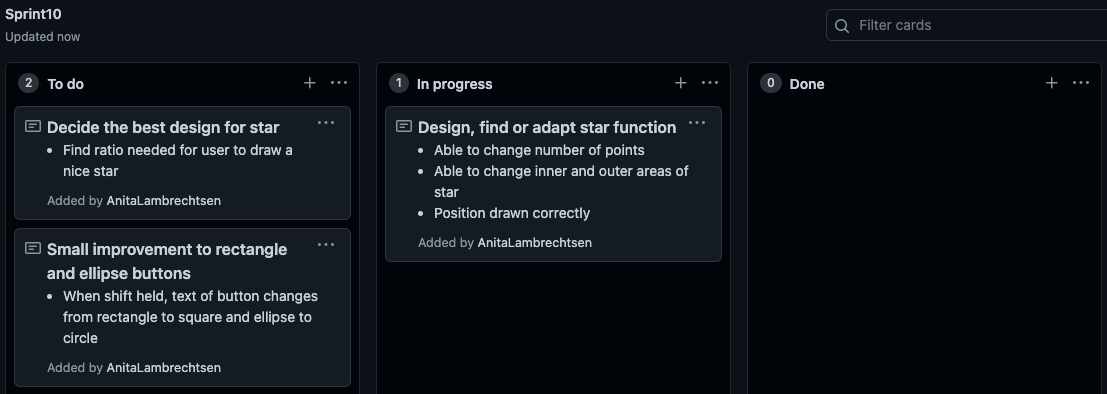 Sprint10
Updated now
Filter cards
2 To do
Decide the best design for star
• Find ratio needed for user to draw a
nice star
Added by AnitaLambrechtsen
Small improvement to rectangle
and ellipse buttons
• When shift held, text of button changes
from rectangle to square and ellipse to
circle
Added by AnitaLambrechtsen
1 In progress
Design, find or adapt star function
• Able to change number of points
• Able to change inner and outer areas of
star
• Position drawn correctly
Added by AnitaLambrechtsen
0 Done